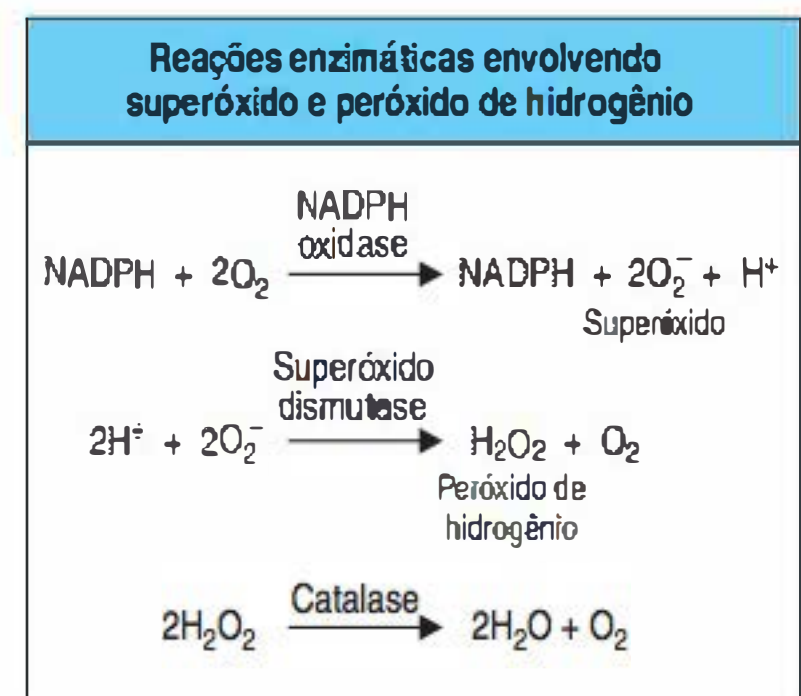 Reações enzimáticas envolvendo
superóxido e peróxido de hidrogênio
NADPH
oxidase
NADPH + 2O₂ → NADPH + 2O₂⁻ + H⁺
Superóxido
Superóxido
dismutase
2H⁺ + 2O₂⁻ → H₂O₂ + O₂
Peróxido de
hidrogênio
Catalase
2H₂O₂ → 2H₂O + O₂